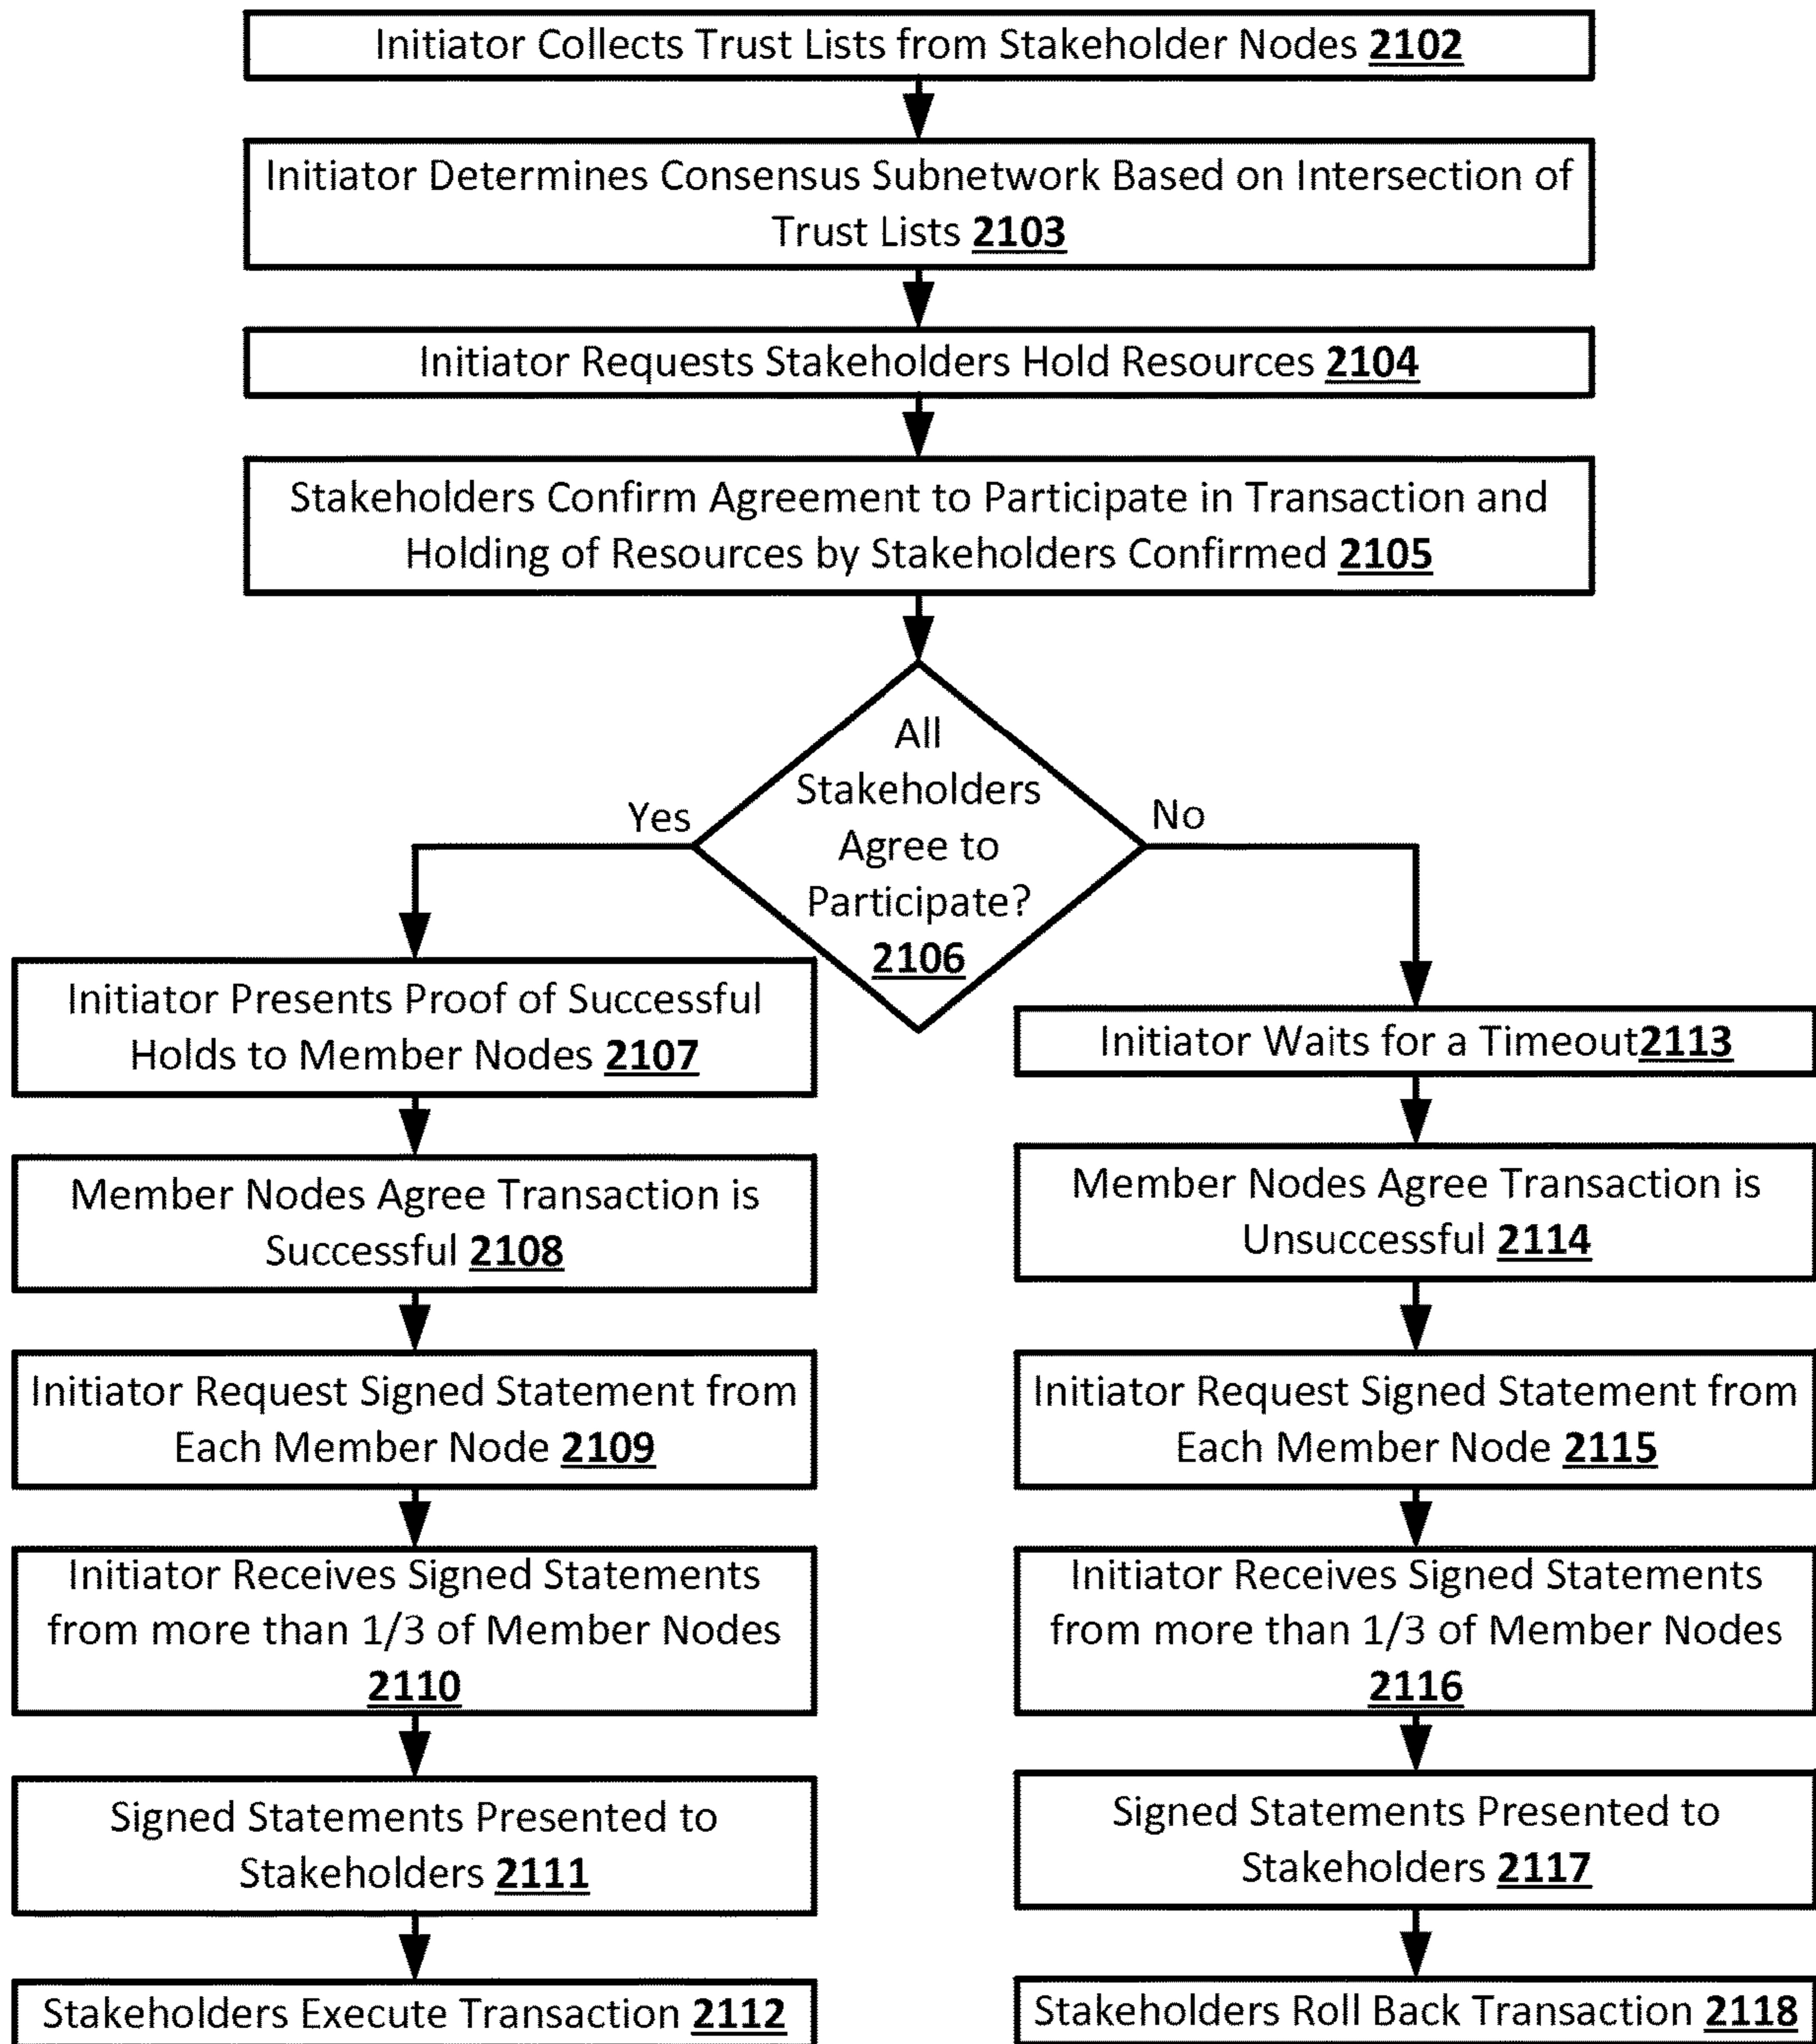 Initiator Collects Trust Lists from Stakeholder Nodes 2102
Initiator Determines Consensus Subnetwork Based on Intersection of
Trust Lists 2103
Initiator Requests Stakeholders Hold Resources 2104
Stakeholders Confirm Agreement to Participate in Transaction and
Holding of Resources by Stakeholders Confirmed 2105
All
Stakeholders
Agree to
Participate?
2106
Yes
No
Initiator Presents Proof of Successful
Holds to Member Nodes 2107
Member Nodes Agree Transaction is
Successful 2108
Initiator Request Signed Statement from
Each Member Node 2109
Initiator Receives Signed Statements
from more than 1/3 of Member Nodes
2110
Signed Statements Presented to
Stakeholders 2111
Stakeholders Execute Transaction 2112
Initiator Waits for a Timeout2113
Member Nodes Agree Transaction is
Unsuccessful 2114
Initiator Request Signed Statement from
Each Member Node 2115
Initiator Receives Signed Statements
from more than 1/3 of Member Nodes
2116
Signed Statements Presented to
Stakeholders 2117
Stakeholders Roll Back Transaction 2118